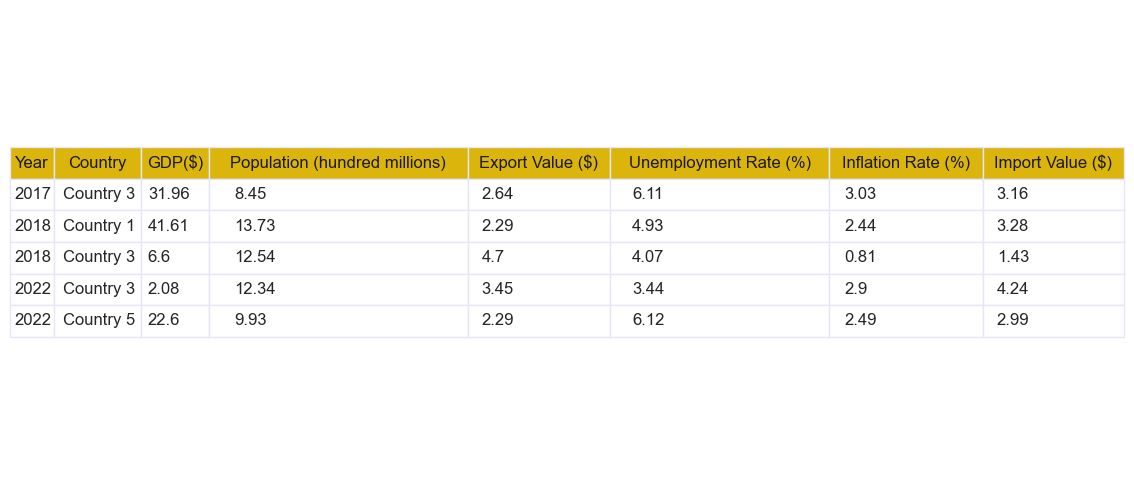 Year Country GDP($) Population (hundred millions) Export Value ($) Unemployment Rate (%) Inflation Rate (%) Import Value ($)
2017 Country 3 31.96 8.45 2.64 6.11 3.03 3.16
2018 Country 1 41.61 13.73 2.29 4.93 2.44 3.28
2018 Country 3 6.6 12.54 4.7 4.07 0.81 1.43
2022 Country 3 2.08 12.34 3.45 3.44 2.9 4.24
2022 Country 5 22.6 9.93 2.29 6.12 2.49 2.99